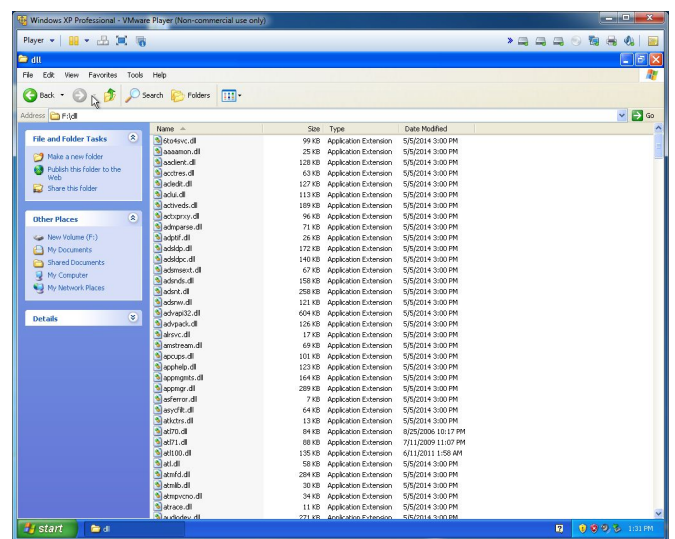 Windows XP Professional - VMware Player (Non-commercial use only)
Player
dll
File Edit View Favorites Tools Help
Back Search Folders
Address F:\dll Go
Name Size Type Date Modified
File and Folder Tasks
Make a new folder
Publish this folder to the
Web
Share this folder
Other Places
New Volume (F:)
My Documents
Shared Documents
My Computer
My Network Places
Details
6to4svc.dll 99 KB Application Extension 5/5/2014 3:00 PM
aaaamon.dll 25 KB Application Extension 5/5/2014 3:00 PM
aaclient.dll 128 KB Application Extension 5/5/2014 3:00 PM
acctres.dll 63 KB Application Extension 5/5/2014 3:00 PM
acledit.dll 127 KB Application Extension 5/5/2014 3:00 PM
aclui.dll 113 KB Application Extension 5/5/2014 3:00 PM
activeds.dll 189 KB Application Extension 5/5/2014 3:00 PM
actxprxy.dll 96 KB Application Extension 5/5/2014 3:00 PM
admparse.dll 71 KB Application Extension 5/5/2014 3:00 PM
adptif.dll 26 KB Application Extension 5/5/2014 3:00 PM
adsldp.dll 172 KB Application Extension 5/5/2014 3:00 PM
adsldpc.dll 140 KB Application Extension 5/5/2014 3:00 PM
adsmsext.dll 67 KB Application Extension 5/5/2014 3:00 PM
adsnds.dll 158 KB Application Extension 5/5/2014 3:00 PM
adsnt.dll 258 KB Application Extension 5/5/2014 3:00 PM
adsnw.dll 121 KB Application Extension 5/5/2014 3:00 PM
advapi32.dll 604 KB Application Extension 5/5/2014 3:00 PM
advpack.dll 126 KB Application Extension 5/5/2014 3:00 PM
alrsvc.dll 17 KB Application Extension 5/5/2014 3:00 PM
amstream.dll 69 KB Application Extension 5/5/2014 3:00 PM
apcups.dll 101 KB Application Extension 5/5/2014 3:00 PM
apphelp.dll 123 KB Application Extension 5/5/2014 3:00 PM
appmgmts.dll 164 KB Application Extension 5/5/2014 3:00 PM
appmgr.dll 289 KB Application Extension 5/5/2014 3:00 PM
asferror.dll 7 KB Application Extension 5/5/2014 3:00 PM
asycfilt.dll 64 KB Application Extension 5/5/2014 3:00 PM
atkctrs.dll 13 KB Application Extension 5/5/2014 3:00 PM
atl70.dll 84 KB Application Extension 8/25/2006 10:17 PM
atl71.dll 88 KB Application Extension 7/11/2009 11:07 PM
atl100.dll 135 KB Application Extension 6/11/2011 1:58 AM
atl.dll 58 KB Application Extension 5/5/2014 3:00 PM
atmfd.dll 284 KB Application Extension 5/5/2014 3:00 PM
atmlib.dll 30 KB Application Extension 5/5/2014 3:00 PM
atmpvcno.dll 34 KB Application Extension 5/5/2014 3:00 PM
atrace.dll 11 KB Application Extension 5/5/2014 3:00 PM
audiodev.dll 271 KB Application Extension 5/5/2014 3:00 PM
start dll 1:31 PM